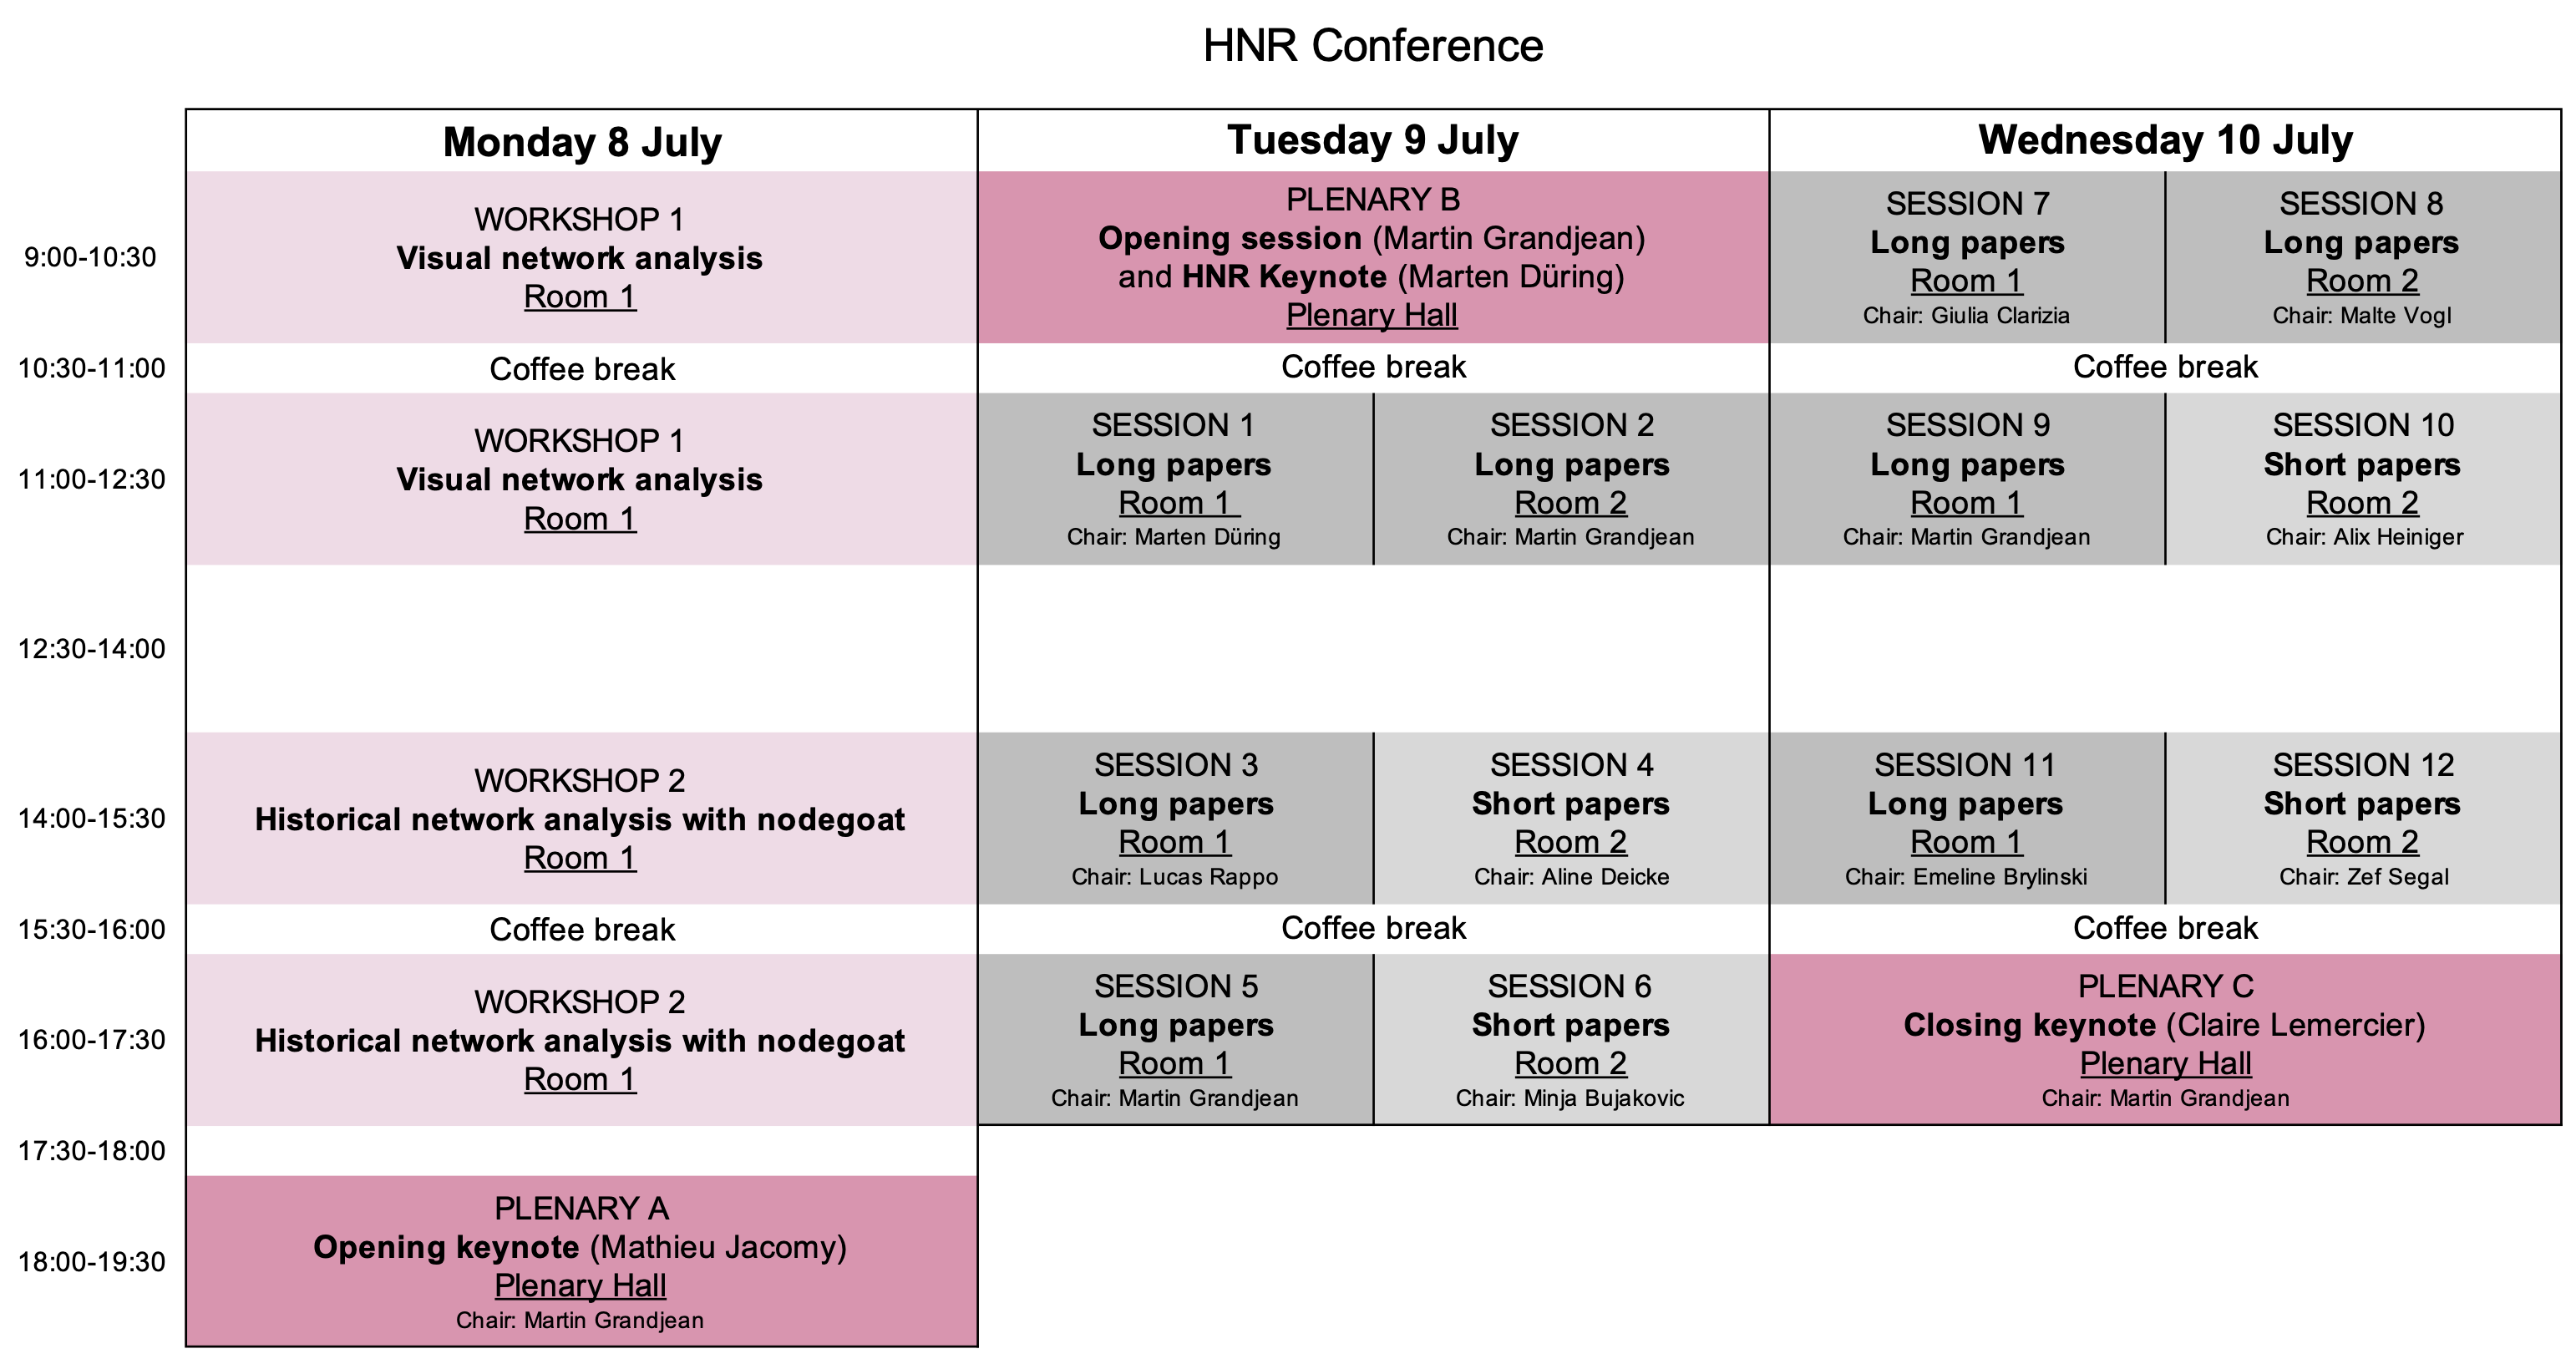 HNR Conference
Monday 8 July
Tuesday 9 July
Wednesday 10 July
9:00-10:30
WORKSHOP 1
Visual network analysis
Room 1
PLENARY B
Opening session (Martin Grandjean)
and HNR Keynote (Marten Düring)
Plenary Hall
SESSION 7
Long papers
Room 1
Chair: Giulia Clarizia
SESSION 8
Long papers
Room 2
Chair: Malte Vogl
10:30-11:00
Coffee break
Coffee break
Coffee break
11:00-12:30
WORKSHOP 1
Visual network analysis
Room 1
SESSION 1
Long papers
Room 1
Chair: Marten Düring
SESSION 2
Long papers
Room 2
Chair: Martin Grandjean
SESSION 9
Long papers
Room 1
Chair: Martin Grandjean
SESSION 10
Short papers
Room 2
Chair: Alix Heiniger
12:30-14:00
14:00-15:30
WORKSHOP 2
Historical network analysis with nodegoat
Room 1
SESSION 3
Long papers
Room 1
Chair: Lucas Rappo
SESSION 4
Short papers
Room 2
Chair: Aline Deicke
SESSION 11
Long papers
Room 1
Chair: Emeline Brylinski
SESSION 12
Short papers
Room 2
Chair: Zef Segal
15:30-16:00
Coffee break
Coffee break
Coffee break
16:00-17:30
WORKSHOP 2
Historical network analysis with nodegoat
Room 1
SESSION 5
Long papers
Room 1
Chair: Martin Grandjean
SESSION 6
Short papers
Room 2
Chair: Minja Bujakovic
PLENARY C
Closing keynote (Claire Lemercier)
Plenary Hall
Chair: Martin Grandjean
17:30-18:00
18:00-19:30
PLENARY A
Opening keynote (Mathieu Jacomy)
Plenary Hall
Chair: Martin Grandjean